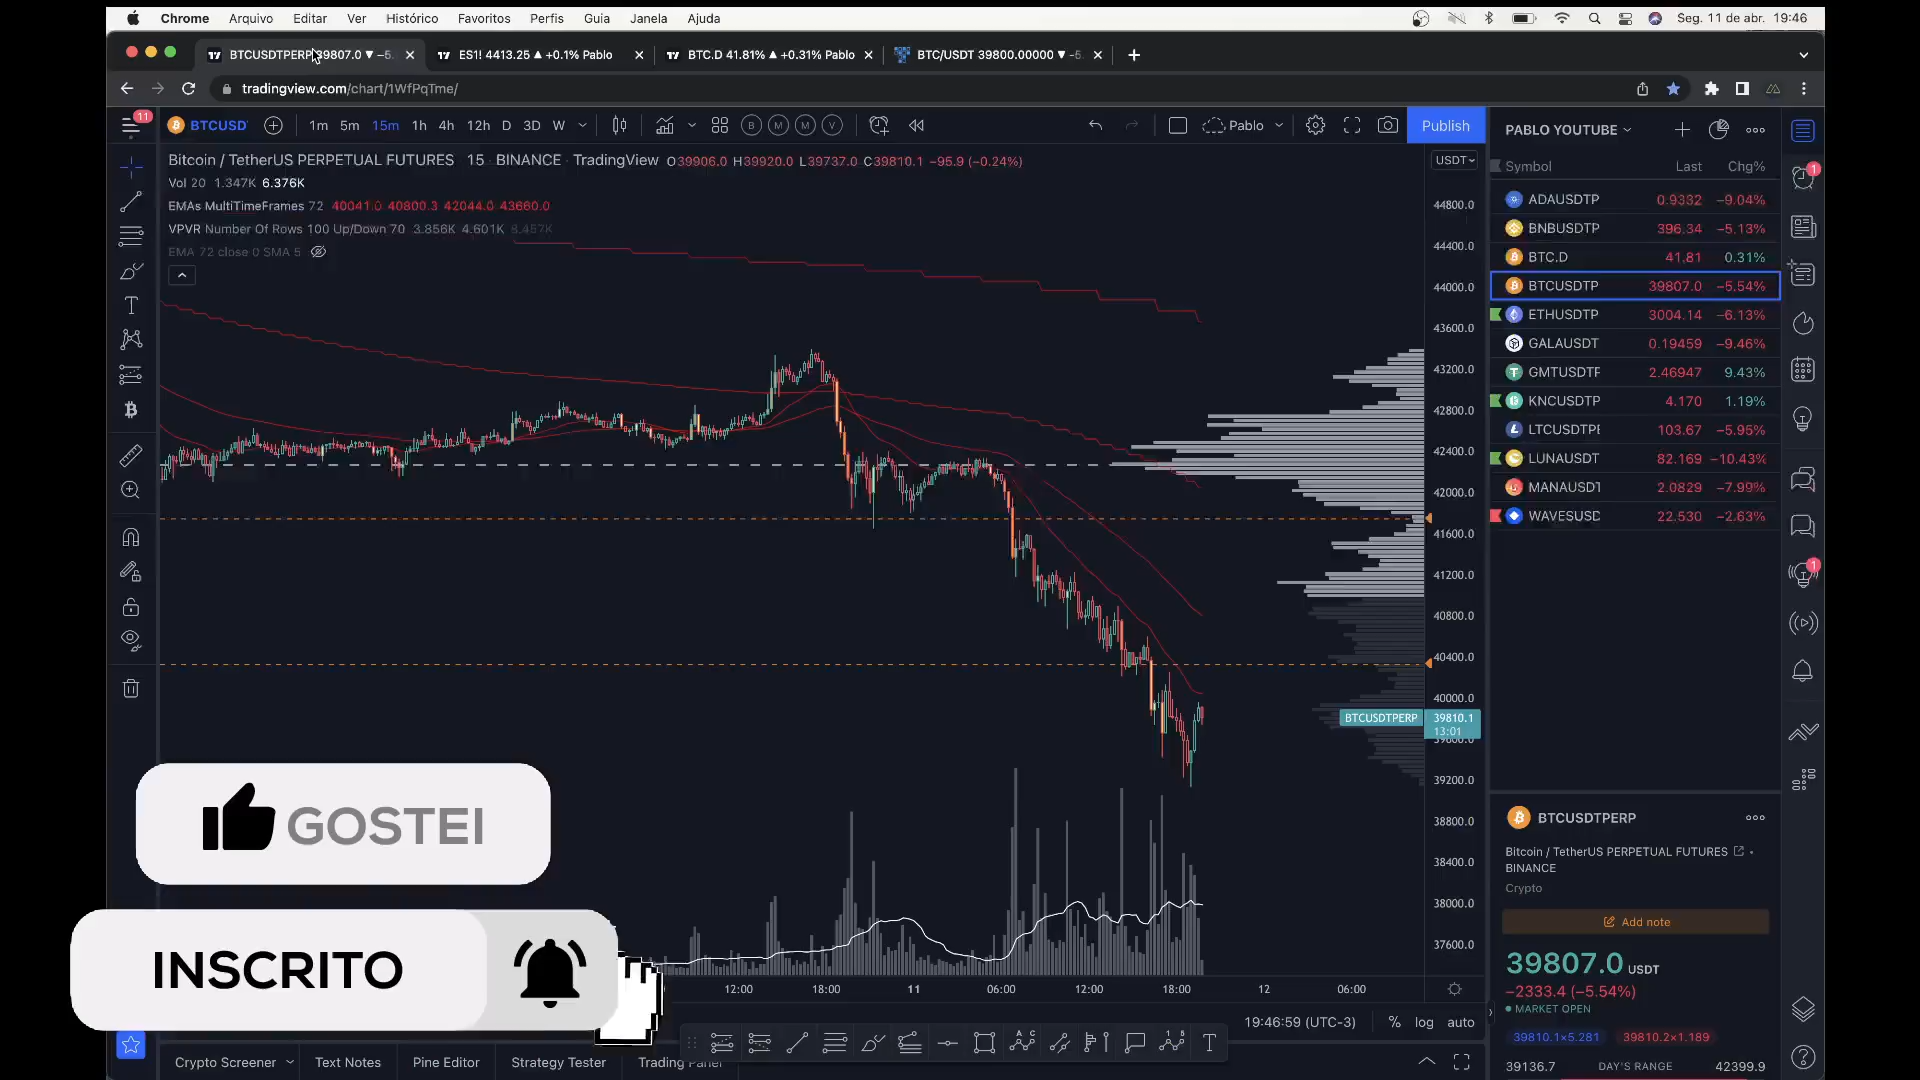 Chrome Arquivo Editar Ver Histórico Favoritos Perfis Guia Janela Ajuda Seg. 11 de abr. 19:46
BTCUSDTPERP 39807.0 ▼ −5. ES1! 4413.25 ▲ +0.1% Pablo BTC.D 41.81% ▲ +0.31% Pablo BTC/USDT 39800.00000 ▼ −5
tradingview.com/chart/1WfPqTme/
11 BTCUSD 1m 5m 15m 1h 4h 12h D 3D W B M M V Pablo Publish
Bitcoin / TetherUS PERPETUAL FUTURES 15 BINANCE TradingView O39906.0 H39920.0 L39737.0 C39810.1 −95.9 (−0.24%)
Vol 20 1.347K 6.376K
EMAs MultiTimeFrames 72 40041.0 40800.3 42044.0 43660.0
VPVR Number Of Rows 100 Up/Down 70 3.856K 4.601K 8.457K
EMA 72 close 0 SMA 5
USDT
44800.0
44400.0
44000.0
43600.0
43200.0
42800.0
42400.0
42000.0
41600.0
41200.0
40800.0
40400.0
40000.0
BTCUSDTPERP 39810.1
13:01
39600.0
39200.0
38800.0
38400.0
38000.0
37600.0
12:00 18:00 11 06:00 12:00 18:00 12 06:00
19:46:59 (UTC-3) % log auto
Crypto Screener Text Notes Pine Editor Strategy Tester Trading Panel
GOSTEI
INSCRITO
PABLO YOUTUBE
Symbol Last Chg%
ADAUSDTP 0.9332 −9.04%
BNBUSDTP 396.34 −5.13%
BTC.D 41.81 0.31%
BTCUSDTP 39807.0 −5.54%
ETHUSDTP 3004.14 −6.13%
GALAUSDT 0.19459 −9.46%
GMTUSDTF 2.46947 9.43%
KNCUSDTP 4.170 1.19%
LTCUSDTPE 103.67 −5.95%
LUNAUSDT 82.169 −10.43%
MANAUSDT 2.0829 −7.99%
WAVESUSD 22.530 −2.63%
BTCUSDTPERP
Bitcoin / TetherUS PERPETUAL FUTURES
BINANCE
Crypto
Add note
39807.0 USDT
−2333.4 (−5.54%)
MARKET OPEN
39810.1×5.281 39810.2×1.189
39136.7 DAY'S RANGE 42399.9
1
1